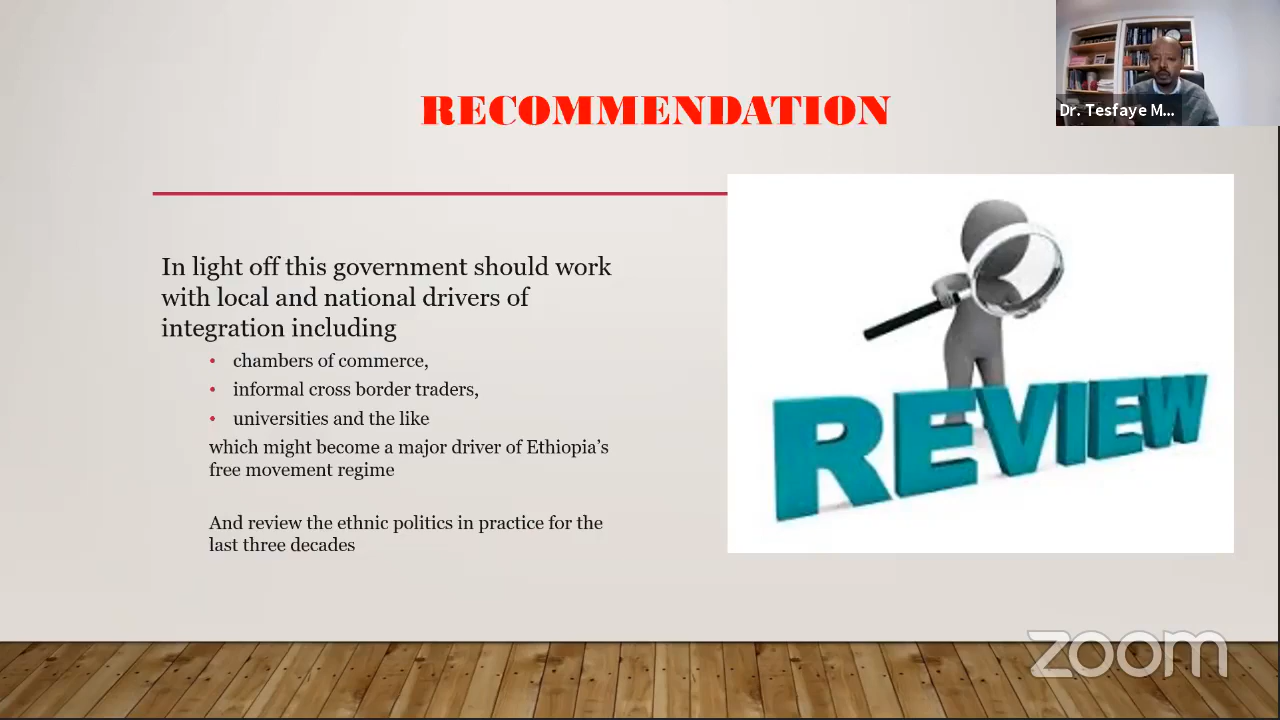 RECOMMENDATION
Dr. Tesfaye M...
In light off this government should work
with local and national drivers of
integration including
• chambers of commerce,
• informal cross border traders,
• universities and the like
which might become a major driver of Ethiopia’s
free movement regime
And review the ethnic politics in practice for the
last three decades
REVIEW
zoom